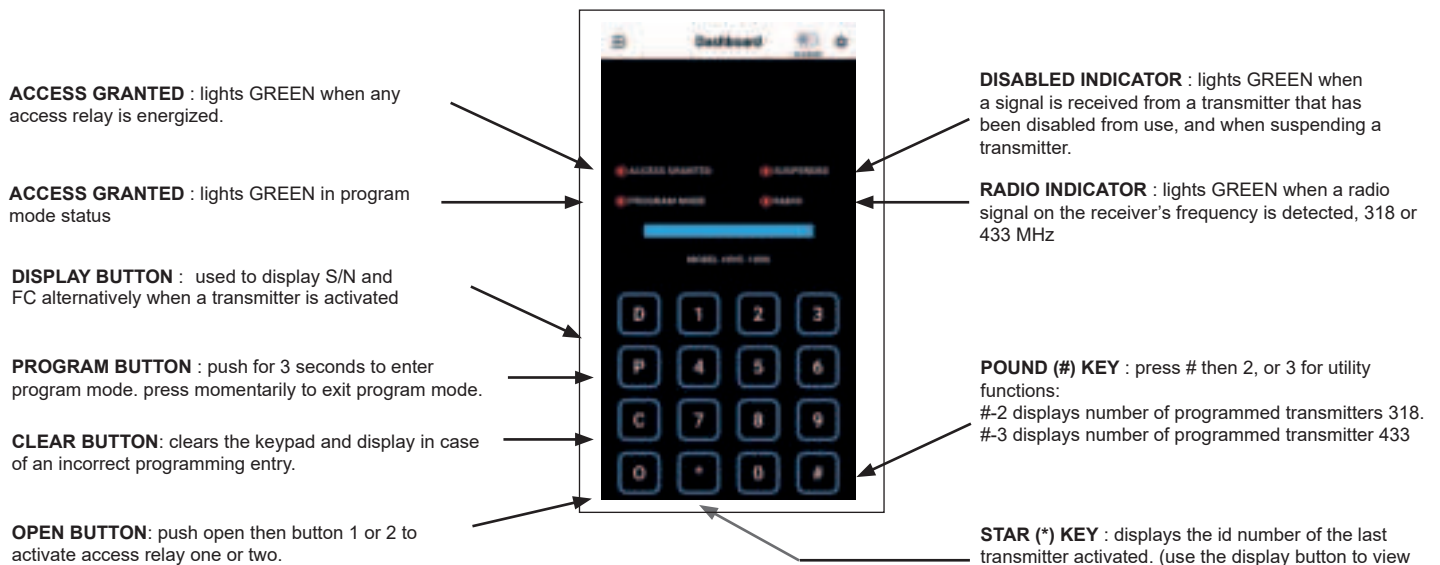 ACCESS GRANTED : lights GREEN when any
access relay is energized.
ACCESS GRANTED : lights GREEN in program
mode status
DISPLAY BUTTON : used to display S/N and
FC alternatively when a transmitter is activated
PROGRAM BUTTON : push for 3 seconds to enter
program mode. press momentarily to exit program mode.
CLEAR BUTTON: clears the keypad and display in case
of an incorrect programming entry.
OPEN BUTTON: push open then button 1 or 2 to
activate access relay one or two.
Dashboard
ACCESS GRANTED
SUSPENDED
PROGRAM MODE
RADIO
MODEL
D 1 2 3
P 4 5 6
C 7 8 9
O * 0 #
DISABLED INDICATOR : lights GREEN when
a signal is received from a transmitter that has
been disabled from use, and when suspending a
transmitter.
RADIO INDICATOR : lights GREEN when a radio
signal on the receiver's frequency is detected, 318 or
433 MHz
POUND (#) KEY : press # then 2, or 3 for utility
functions:
#-2 displays number of programmed transmitters 318.
#-3 displays number of programmed transmitter 433
STAR (*) KEY : displays the id number of the last
transmitter activated. (use the display button to view